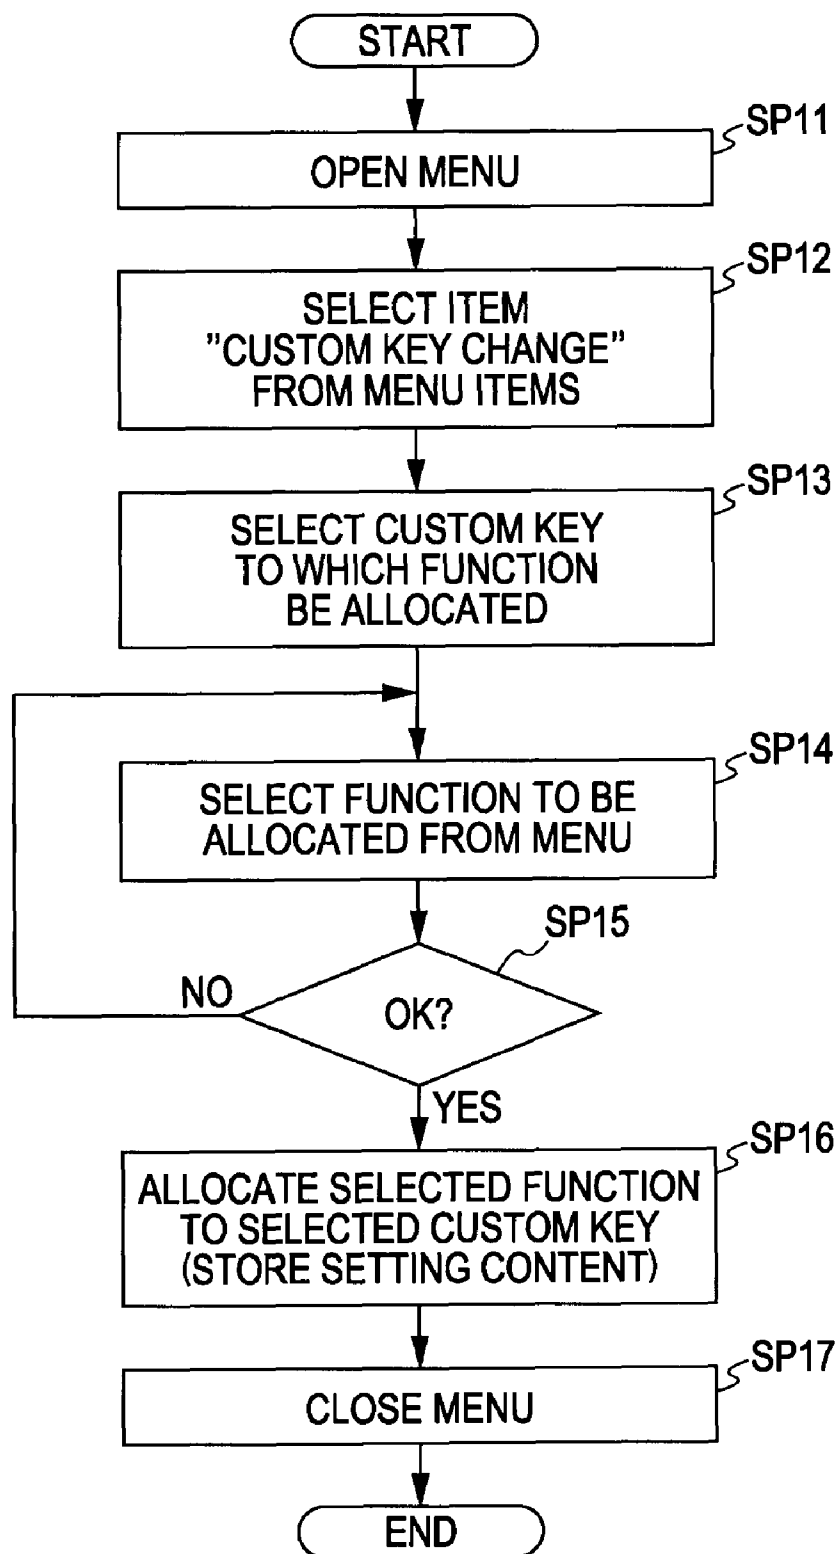 START
SP11
OPEN MENU
SP12
SELECT ITEM
"CUSTOM KEY CHANGE"
FROM MENU ITEMS
SP13
SELECT CUSTOM KEY
TO WHICH FUNCTION
BE ALLOCATED
SP14
SELECT FUNCTION TO BE
ALLOCATED FROM MENU
SP15
NO
OK?
YES
SP16
ALLOCATE SELECTED FUNCTION
TO SELECTED CUSTOM KEY
(STORE SETTING CONTENT)
SP17
CLOSE MENU
END